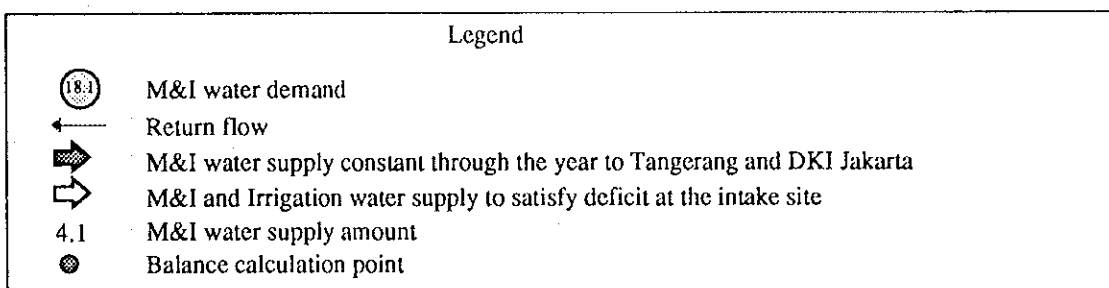 Legend
18.1 M&I water demand
Return flow
M&I water supply constant through the year to Tangerang and DKI Jakarta
M&I and Irrigation water supply to satisfy deficit at the intake site
4.1 M&I water supply amount
Balance calculation point